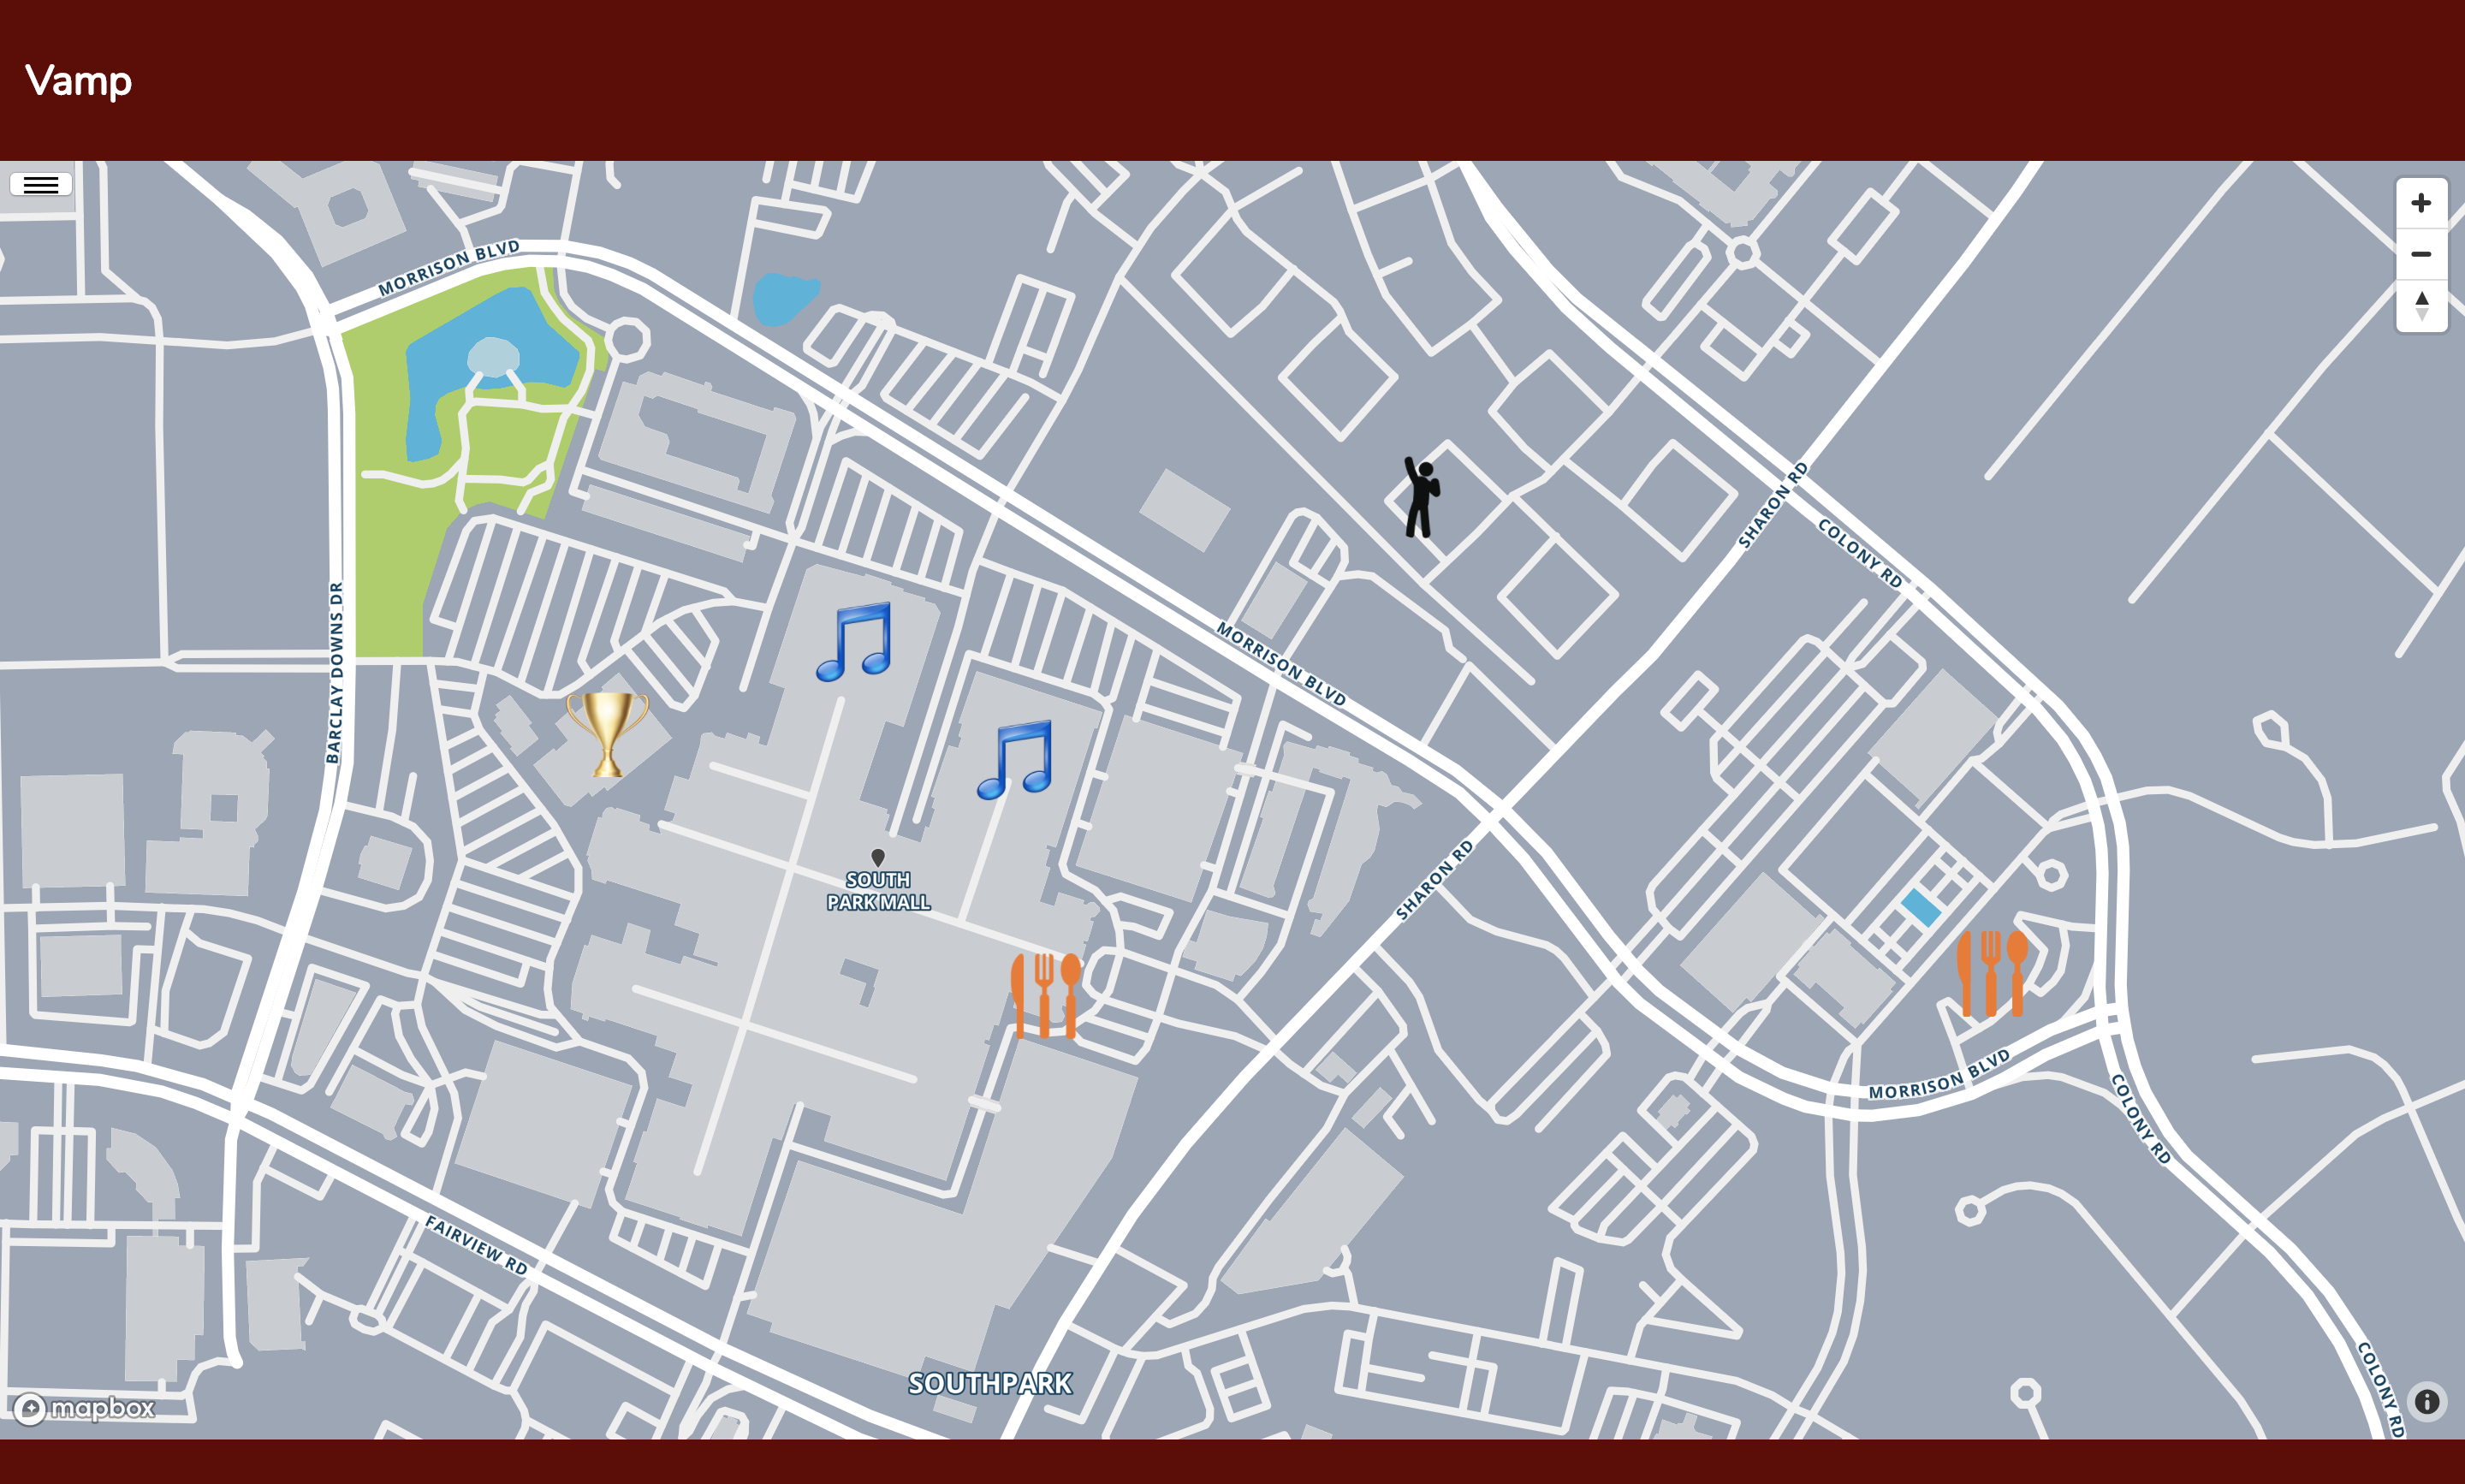 Vamp
MORRISON BLVD
SHARON RD
COLONY RD
BARCLAY DOWNS DR
MORRISON BLVD
SHARON RD
SOUTH
PARK MALL
MORRISON BLVD
COLONY RD
FAIRVIEW RD
SOUTHPARK
COLONY RD
mapbox